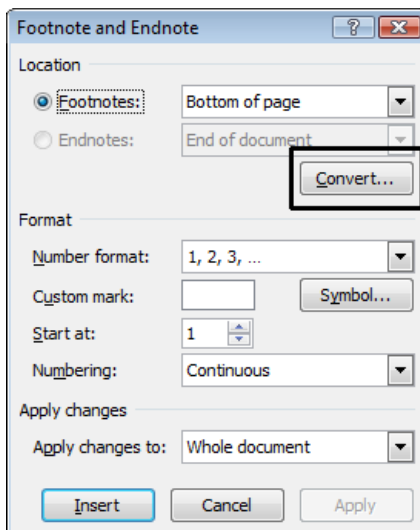 Footnote and Endnote
Location
Footnotes: Bottom of page
Endnotes: End of document
Convert...
Format
Number format: 1, 2, 3, ...
Custom mark: Symbol...
Start at: 1
Numbering: Continuous
Apply changes
Apply changes to: Whole document
Insert Cancel Apply